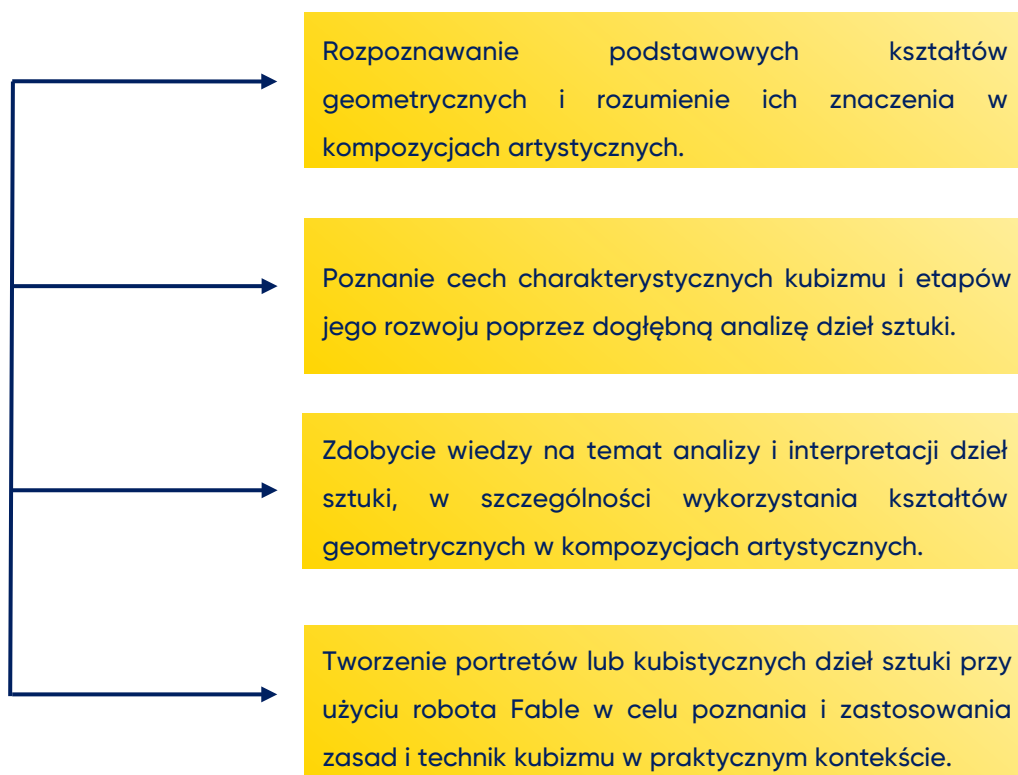 Rozpoznawanie podstawowych kształtów
geometrycznych i rozumienie ich znaczenia w
kompozycjach artystycznych.
Poznanie cech charakterystycznych kubizmu i etapów
jego rozwoju poprzez dogłębną analizę dzieł sztuki.
Zdobycie wiedzy na temat analizy i interpretacji dzieł
sztuki, w szczególności wykorzystania kształtów
geometrycznych w kompozycjach artystycznych.
Tworzenie portretów lub kubistycznych dzieł sztuki przy
użyciu robota Fable w celu poznania i zastosowania
zasad i technik kubizmu w praktycznym kontekście.